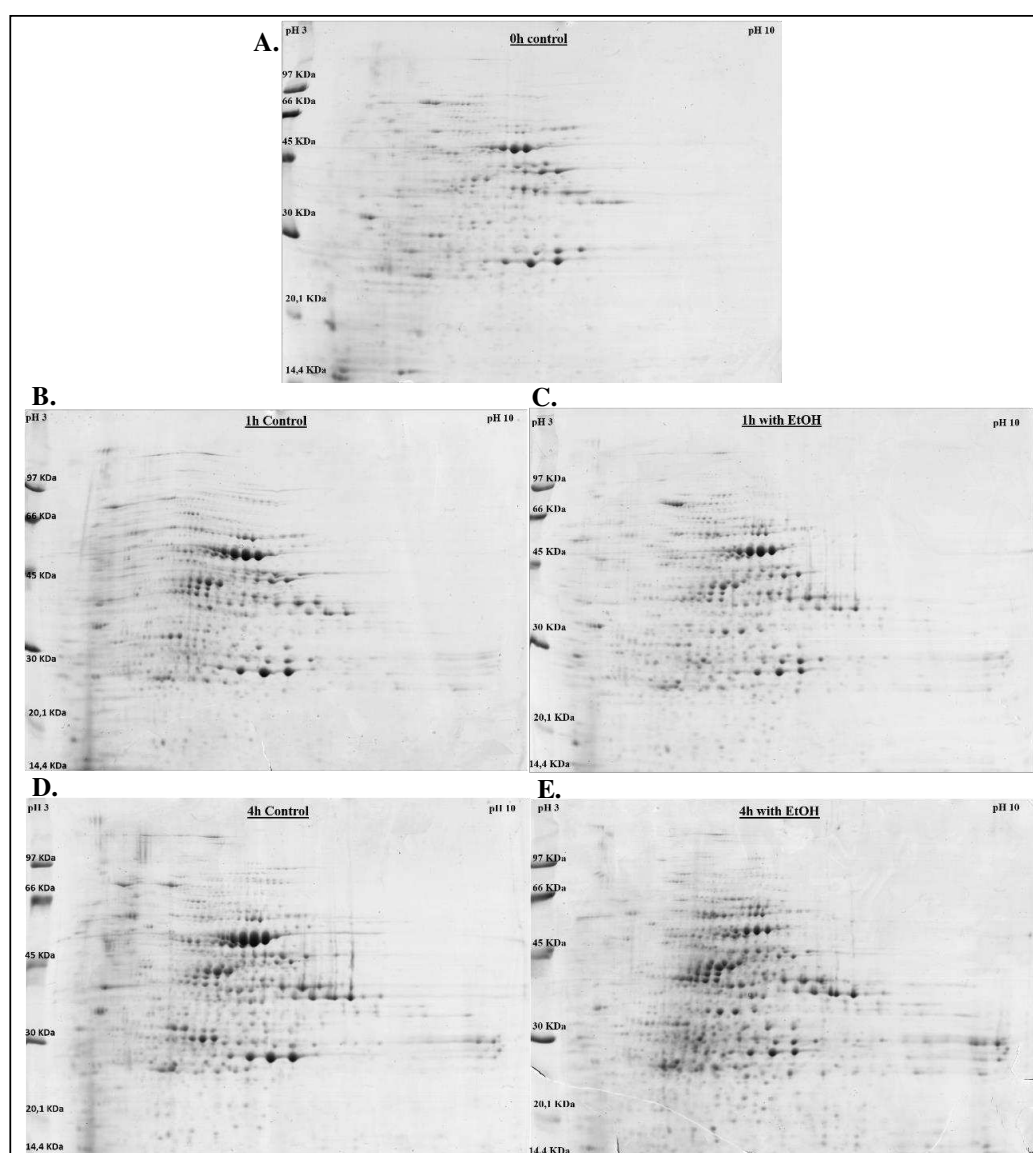 A.
pH 3
0h control
pH 10
97 KDa
66 KDa
45 KDa
30 KDa
20,1 KDa
14,4 KDa
B.
pH 3
1h Control
pH 10
97 KDa
66 KDa
45 KDa
30 KDa
20,1 KDa
14,4 KDa
C.
pH 3
1h with EtOH
pH 10
97 KDa
66 KDa
45 KDa
30 KDa
20,1 KDa
14,4 KDa
D.
pH 3
4h Control
pH 10
97 KDa
66 KDa
45 KDa
30 KDa
20,1 KDa
14,4 KDa
E.
pH 3
4h with EtOH
pH 10
97 KDa
66 KDa
45 KDa
30 KDa
20,1 KDa
14,4 KDa